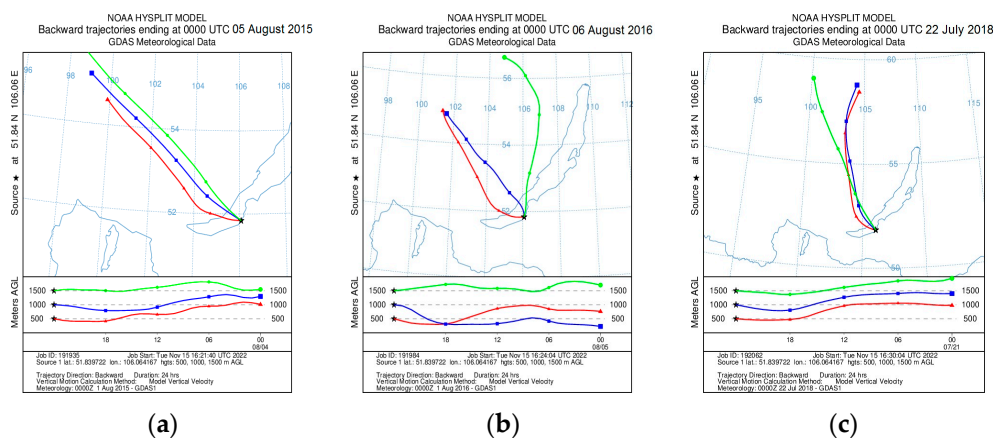 NOAA HYSPLIT MODEL
Backward trajectories ending at 0000 UTC 05 August 2015
GDAS Meteorological Data
Source ★ at 51.84 N 106.06 E
96
98
100
102
104
106
108
54
52
Meters AGL
1500
1000
500
1500
1000
500
18
12
06
00
08/04
Job ID: 191935 Job Start: Tue Nov 15 16:21:40 UTC 2022
Source 1 lat.: 51.839722 lon.: 106.064167 hgts: 500, 1000, 1500 m AGL
Trajectory Direction: Backward Duration: 24 hrs
Vertical Motion Calculation Method: Model Vertical Velocity
Meteorology: 0000Z 1 Aug 2015 - GDAS1
(a)
NOAA HYSPLIT MODEL
Backward trajectories ending at 0000 UTC 06 August 2016
GDAS Meteorological Data
Source ★ at 51.84 N 106.06 E
98
100
102
104
106
108
110
112
56
54
Meters AGL
1500
1000
500
1500
1000
500
18
12
06
00
08/05
Job ID: 191984 Job Start: Tue Nov 15 16:24:04 UTC 2022
Source 1 lat.: 51.839722 lon.: 106.064167 hgts: 500, 1000, 1500 m AGL
Trajectory Direction: Backward Duration: 24 hrs
Vertical Motion Calculation Method: Model Vertical Velocity
Meteorology: 0000Z 1 Aug 2016 - GDAS1
(b)
NOAA HYSPLIT MODEL
Backward trajectories ending at 0000 UTC 22 July 2018
GDAS Meteorological Data
Source ★ at 51.84 N 106.06 E
60
95
100
105
110
115
55
50
Meters AGL
1500
1000
500
1500
1000
500
18
12
06
00
07/21
Job ID: 192062 Job Start: Tue Nov 15 16:30:04 UTC 2022
Source 1 lat.: 51.839722 lon.: 106.064167 hgts: 500, 1000, 1500 m AGL
Trajectory Direction: Backward Duration: 24 hrs
Vertical Motion Calculation Method: Model Vertical Velocity
Meteorology: 0000Z 22 Jul 2018 - GDAS1
(c)